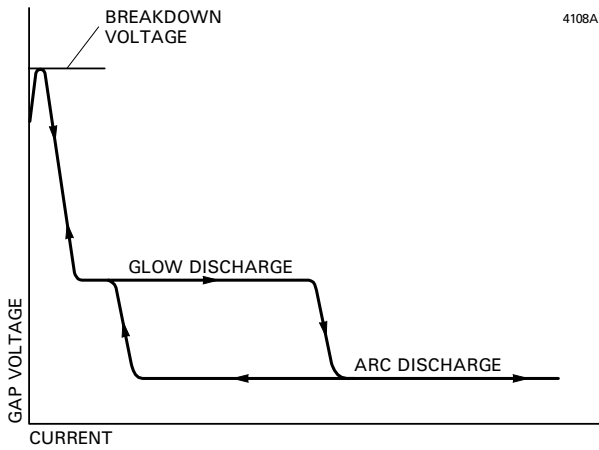 BREAKDOWN
VOLTAGE
4108A
GLOW DISCHARGE
ARC DISCHARGE
GAP VOLTAGE
CURRENT